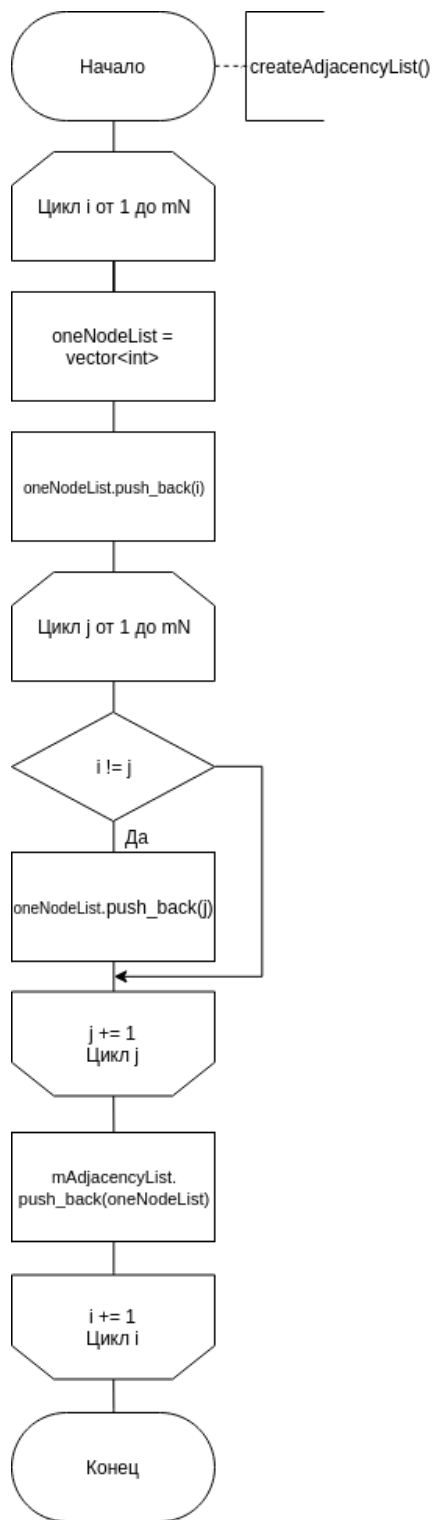 Начало
createAdjacencyList()
Цикл i от 1 до mN
oneNodeList =
vector<int>
oneNodeList.push_back(i)
Цикл j от 1 до mN
i != j
Да
oneNodeList.push_back(j)
j += 1
Цикл j
mAdjacencyList.
push_back(oneNodeList)
i += 1
Цикл i
Конец